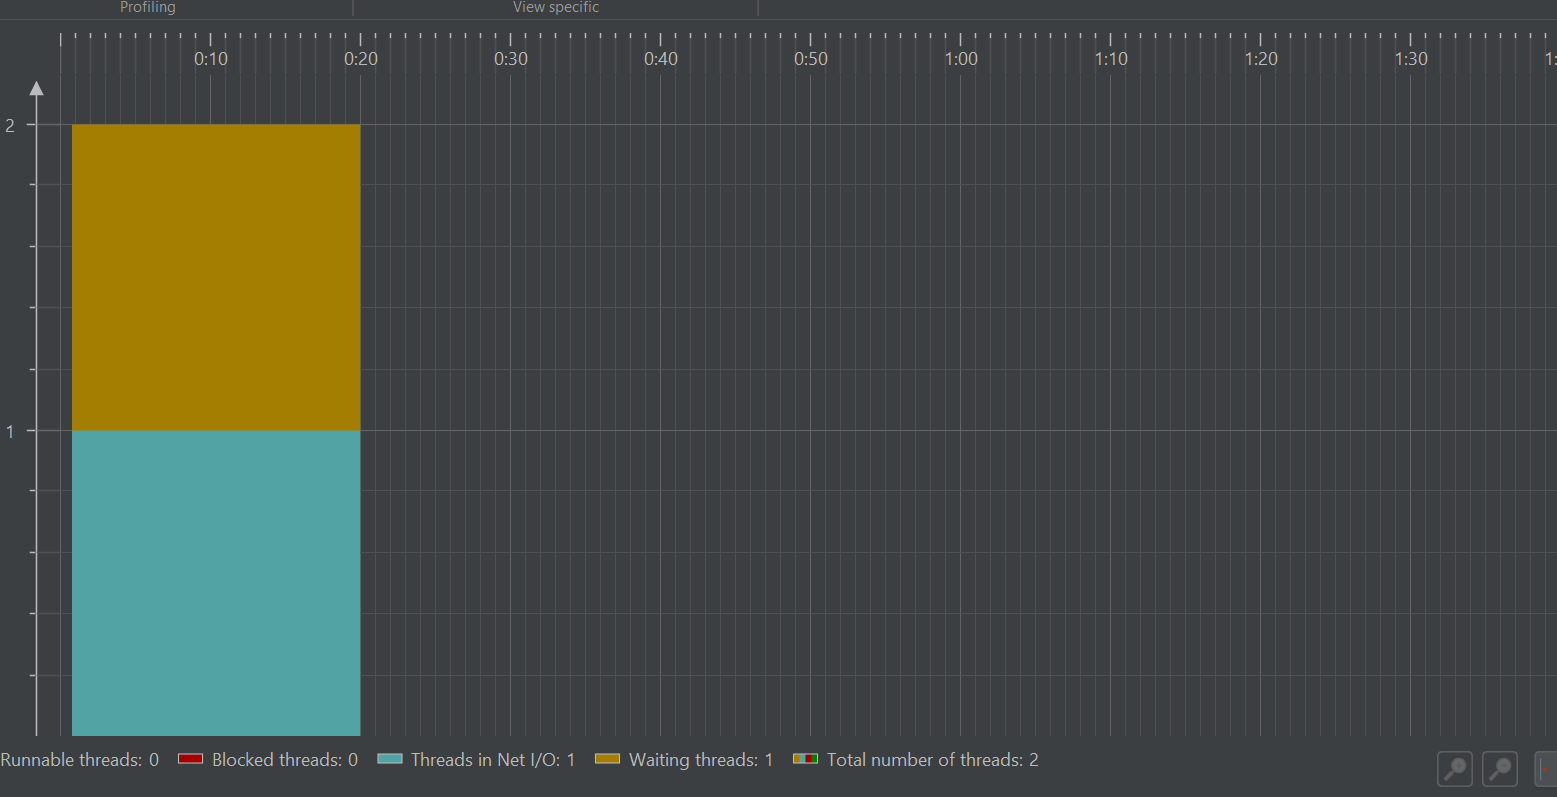 Profiling View specific
0:10 0:20 0:30 0:40 0:50 1:00 1:10 1:20 1:30 1:
2
1
Runnable threads: 0 Blocked threads: 0 Threads in Net I/O: 1 Waiting threads: 1 Total number of threads: 2